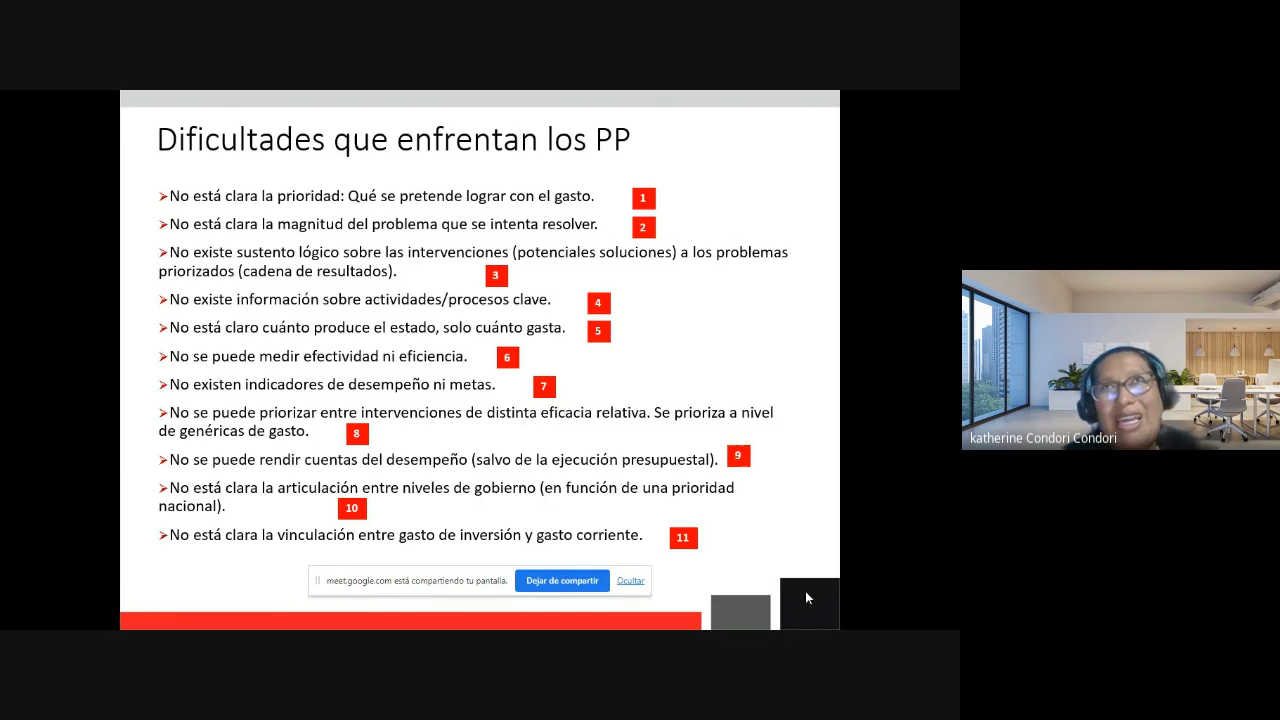 Dificultades que enfrentan los PP
➢No está clara la prioridad: Qué se pretende lograr con el gasto. 1
➢No está clara la magnitud del problema que se intenta resolver. 2
➢No existe sustento lógico sobre las intervenciones (potenciales soluciones) a los problemas
priorizados (cadena de resultados). 3
➢No existe información sobre actividades/procesos clave. 4
➢No está claro cuánto produce el estado, solo cuánto gasta. 5
➢No se puede medir efectividad ni eficiencia. 6
➢No existen indicadores de desempeño ni metas. 7
➢No se puede priorizar entre intervenciones de distinta eficacia relativa. Se prioriza a nivel
de genéricas de gasto. 8
➢No se puede rendir cuentas del desempeño (salvo de la ejecución presupuestal). 9
➢No está clara la articulación entre niveles de gobierno (en función de una prioridad
nacional). 10
➢No está clara la vinculación entre gasto de inversión y gasto corriente. 11
meet.google.com está compartiendo tu pantalla. Dejar de compartir Ocultar
katherine Condori Condori